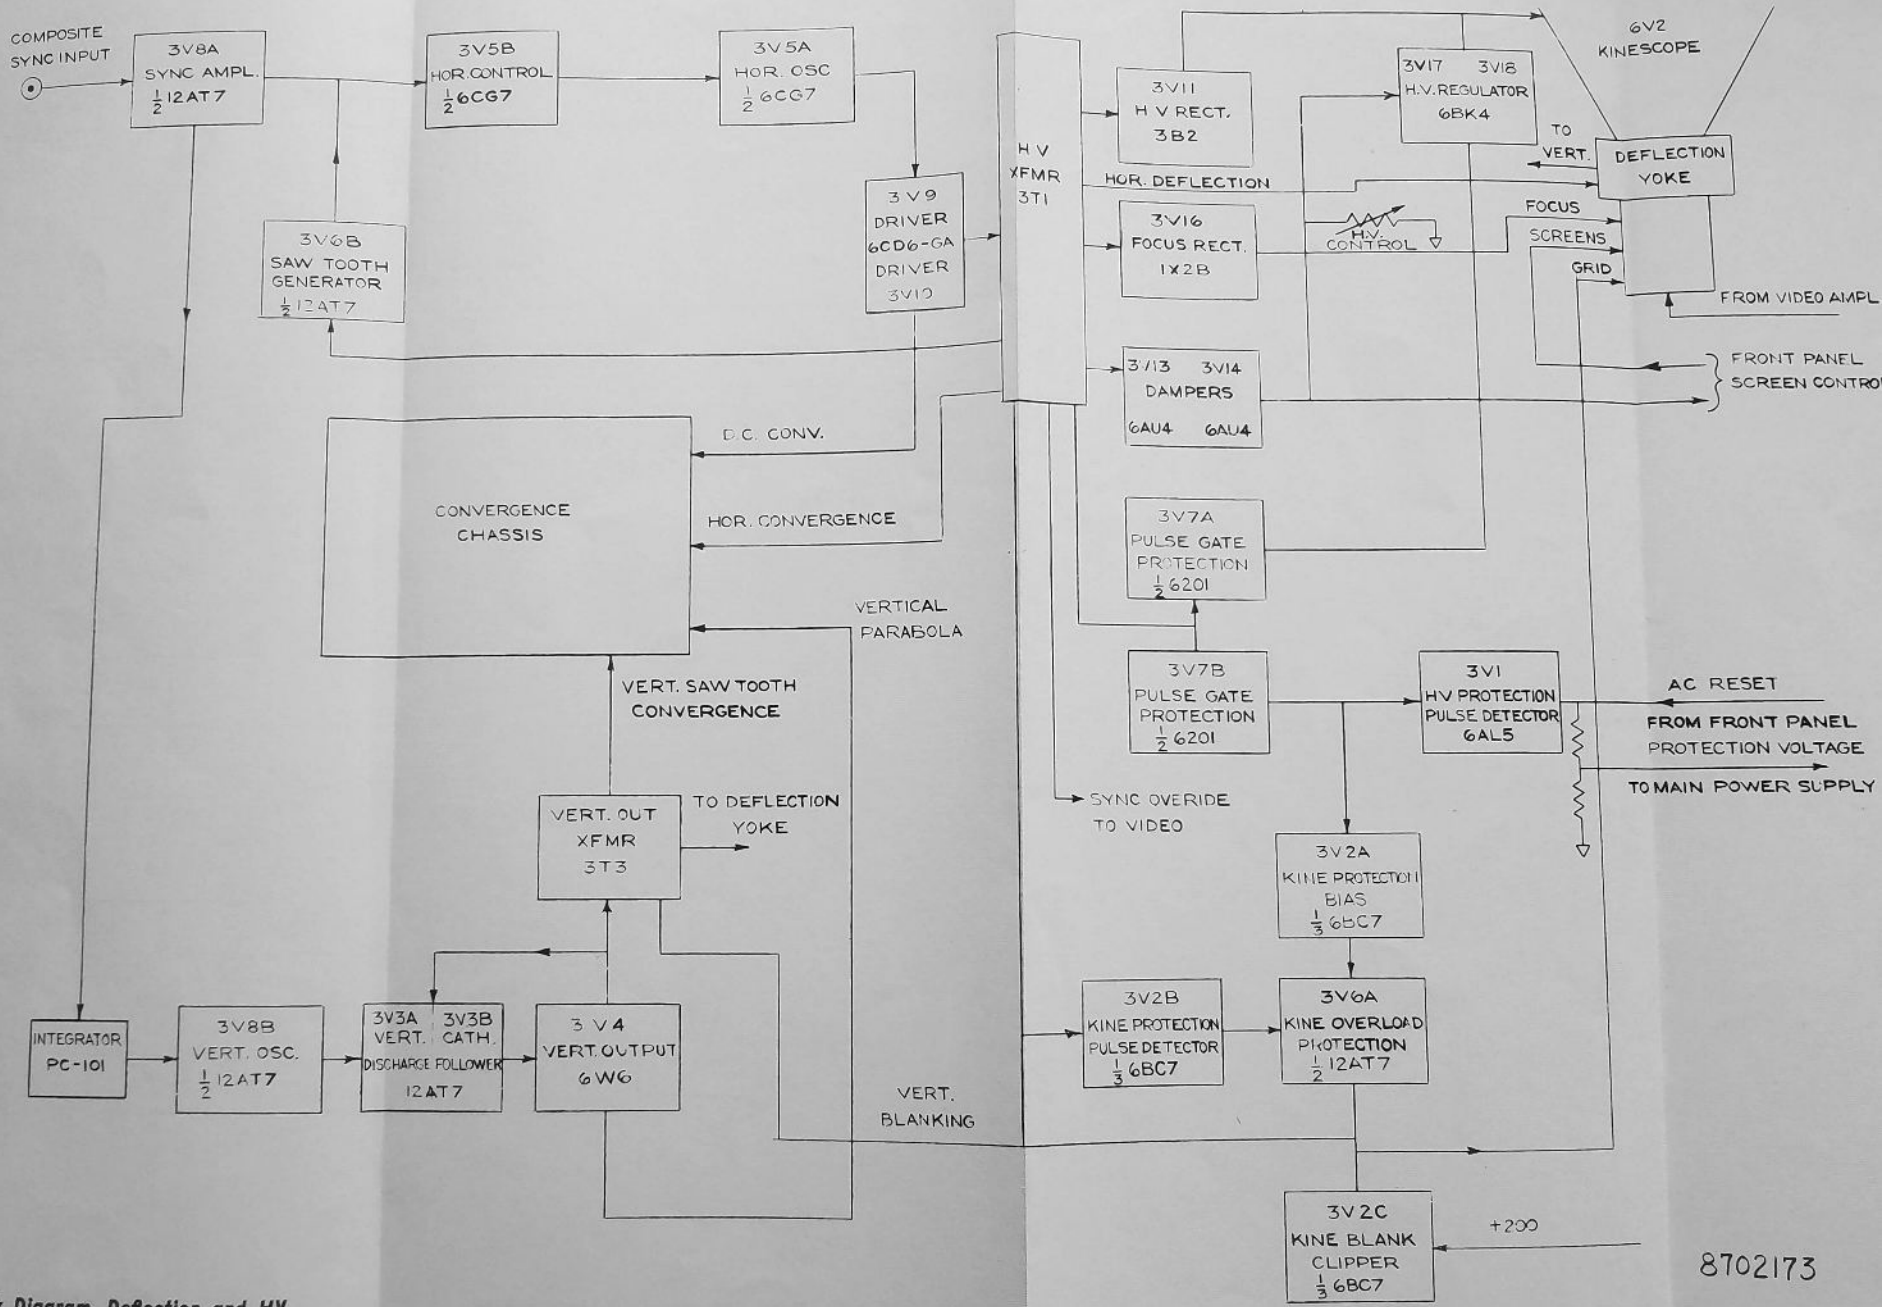 COMPOSITE
SYNC INPUT
3V8A
SYNC AMPL.
½ 12AT7
3V5B
HOR. CONTROL
½ 6CG7
3V5A
HOR. OSC
½ 6CG7
3V9
DRIVER
6CD6-GA
DRIVER
3V10
3V6B
SAW TOOTH
GENERATOR
½ 12AT7
HV
XFMR
3T1
3V11
HV RECT.
3B2
3V17 3V18
H.V. REGULATOR
6BK4
6V2
KINESCOPE
TO
VERT.
DEFLECTION
YOKE
HOR. DEFLECTION
3V16
FOCUS RECT.
1X2B
H.V.
CONTROL
FOCUS
SCREENS
GRID
FROM VIDEO AMPL
3V13 3V14
DAMPERS
6AU4 6AU4
FRONT PANEL
SCREEN CONTRO
D.C. CONV.
CONVERGENCE
CHASSIS
HOR. CONVERGENCE
VERTICAL
PARABOLA
VERT. SAW TOOTH
CONVERGENCE
3V7A
PULSE GATE
PROTECTION
½ 6201
3V7B
PULSE GATE
PROTECTION
½ 6201
3V1
HV PROTECTION
PULSE DETECTOR
6AL5
AC RESET
FROM FRONT PANEL
PROTECTION VOLTAGE
TO MAIN POWER SUPPLY
SYNC OVERIDE
TO VIDEO
VERT. OUT
XFMR
3T3
TO DEFLECTION
YOKE
3V2A
KINE PROTECTION
BIAS
⅓ 6BC7
INTEGRATOR
PC-101
3V8B
VERT. OSC.
½ 12AT7
3V3A 3V3B
VERT. CATH.
DISCHARGE FOLLOWER
12AT7
3V4
VERT. OUTPUT
6W6
3V2B
KINE PROTECTION
PULSE DETECTOR
⅓ 6BC7
3V6A
KINE OVERLOAD
PROTECTION
½ 12AT7
VERT.
BLANKING
3V2C
KINE BLANK
CLIPPER
⅓ 6BC7
+200
8702173
Diagram, Deflection and HV